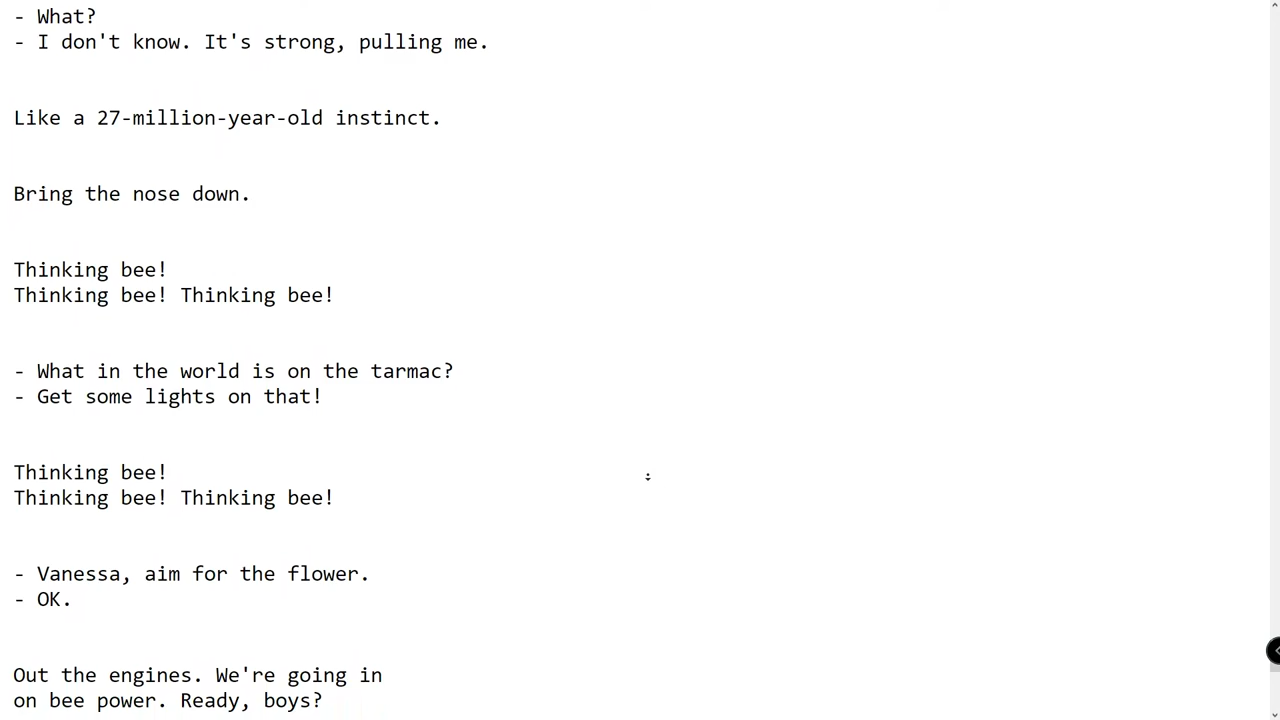 - What?
- I don't know. It's strong, pulling me.
Like a 27-million-year-old instinct.
Bring the nose down.
Thinking bee!
Thinking bee! Thinking bee!
- What in the world is on the tarmac?
- Get some lights on that!
Thinking bee!
Thinking bee! Thinking bee!
- Vanessa, aim for the flower.
- OK.
Out the engines. We're going in
on bee power. Ready, boys?